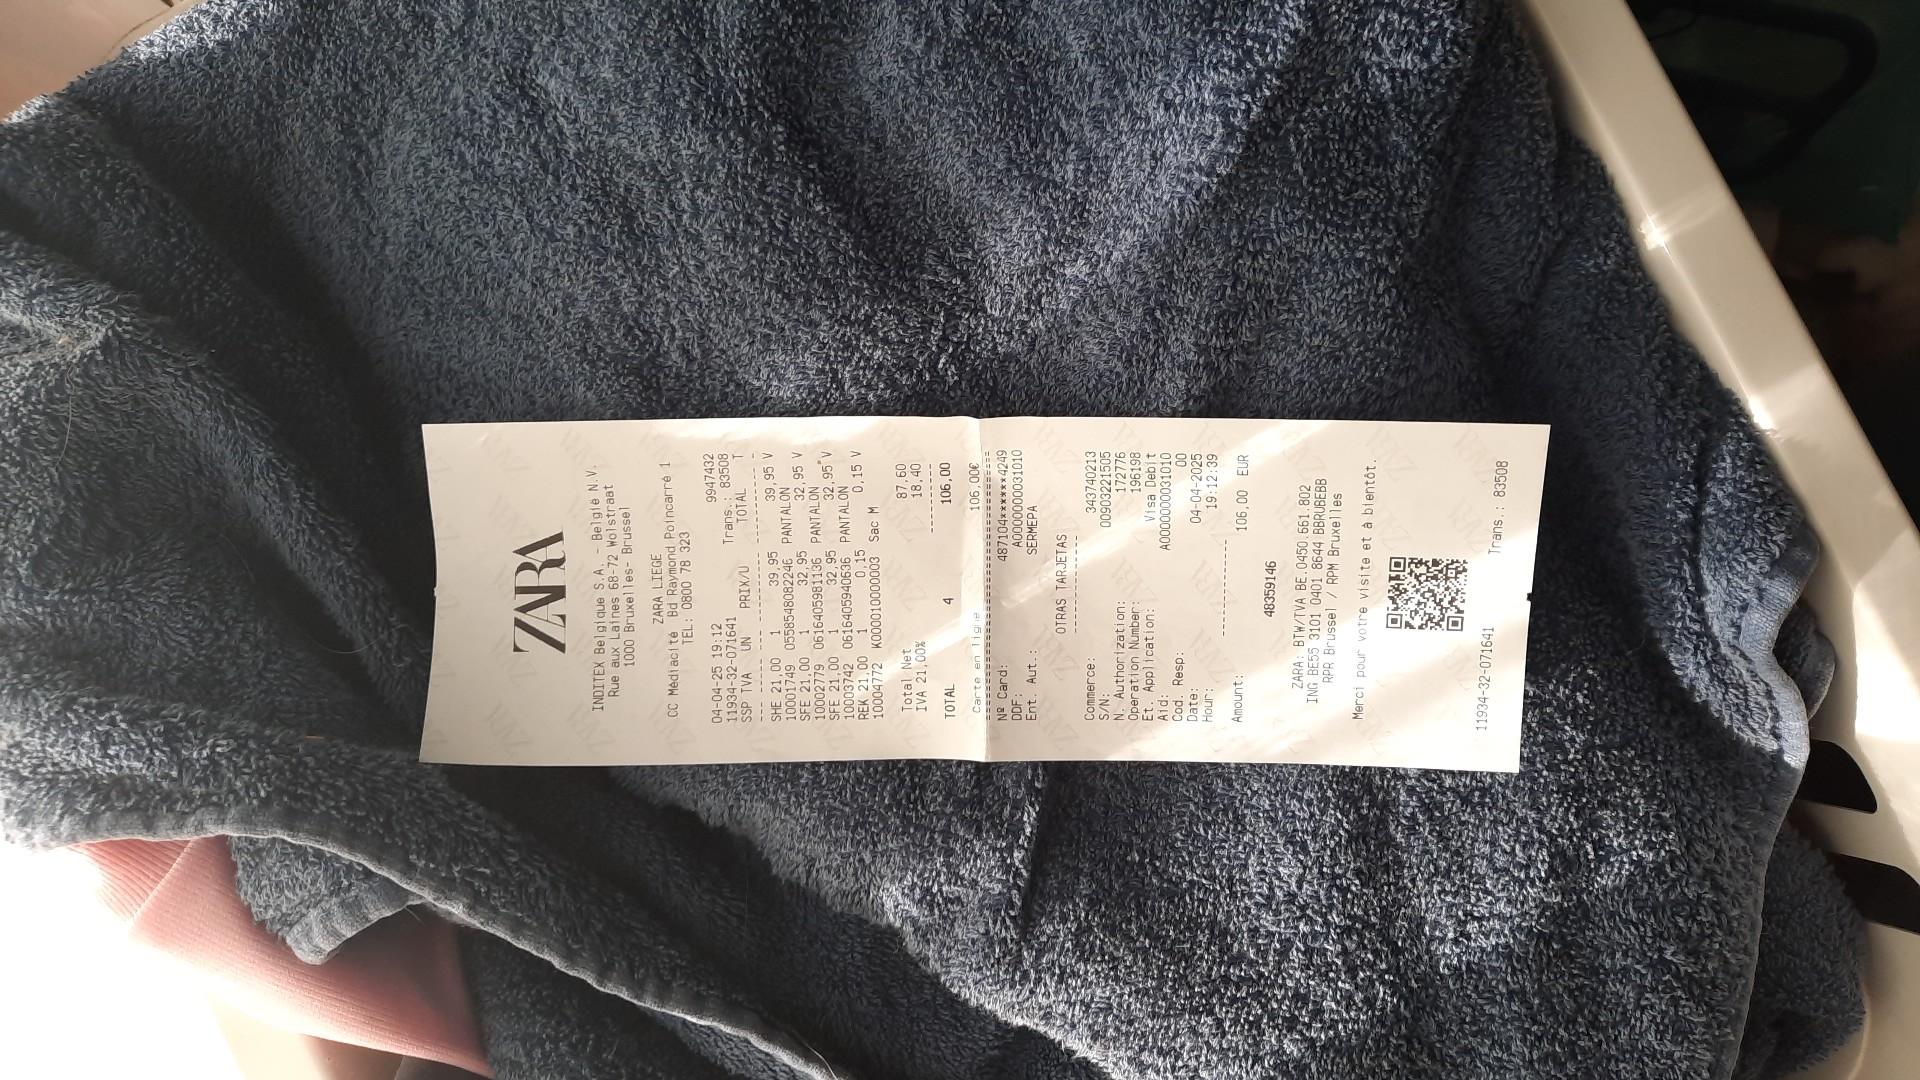 ZARA
INDITEX Belgique S.A. - België N.V.
Rue aux Laines 68-72 Wolstraat
1000 Bruxelles- Brussel
ZARA LIEGE
CC Médiacité Bd Raymond Poincarré 1
TEL: 0800 78 323
9947432
04-04-25 19:12
11934-32-071641 Trans.: 83508
SSP TVA UN PRIX/U TOTAL T
SHE 21,00 1 39,95 39,95 V
10001749 05585480802246 PANTALON
SFE 21,00 1 32,95 32,95 V
10002779 06164059811 36 PANTALON
SFE 21,00 1 32,95 32,95 V
10003742 06164059406 36 PANTALON
REK 21,00 1 0,15 0,15 V
10004772 K00001000003 Sac M
Total Net 87,60
IVA 21,00% 18,40
TOTAL 4 106,00
Carte en ligne 106,00€
Nº Card: 487104******4249
DDF: A0000000031010
Ent. Aut.: SERMEPA
OTRAS TARJETAS
Commerce: 343740213
S/N: 00903221505
N. Authorization: 172776
Operation Number: 196198
Et. Application: Visa Debit
Aid: A0000000031010
Cod. Resp: 00
Date: 04-04-2025
Hour: 19:12:39
Amount: 106,00 EUR
48359146
ZARA: BTW/TVA BE.0450.661.802
ING BE55 3101 0401 8644 BBRUBEBB
RPR Brussel / RPM Bruxelles
Merci pour votre visite et à bientôt.
11934-32-071641 Trans.: 83508